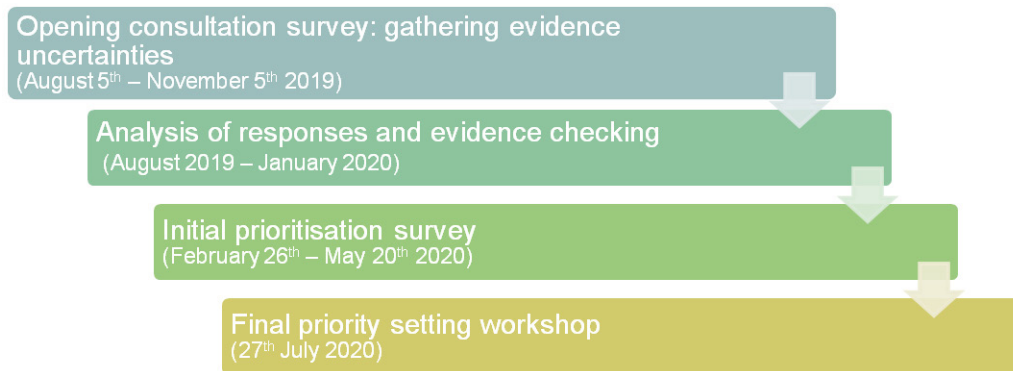 Opening consultation survey: gathering evidence
uncertainties
(August 5th – November 5th 2019)
Analysis of responses and evidence checking
(August 2019 – January 2020)
Initial prioritisation survey
(February 26th – May 20th 2020)
Final priority setting workshop
(27th July 2020)